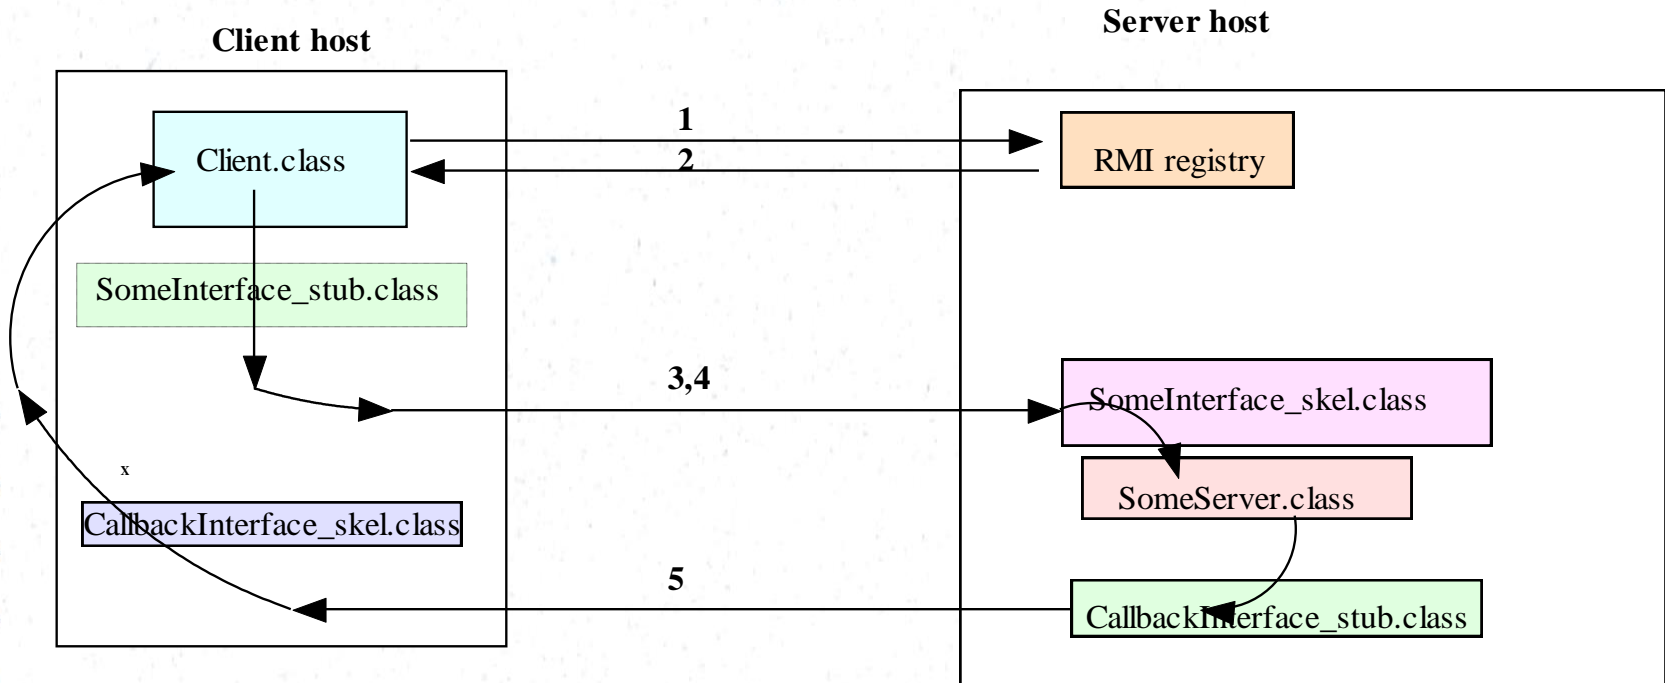 Server host
Client host
1
Client.class
2
RMI registry
SomeInterface_stub.class
3,4
SomeInterface_skel.class
x
SomeServer.class
CallbackInterface_skel.class
5
CallbackInterface_stub.class